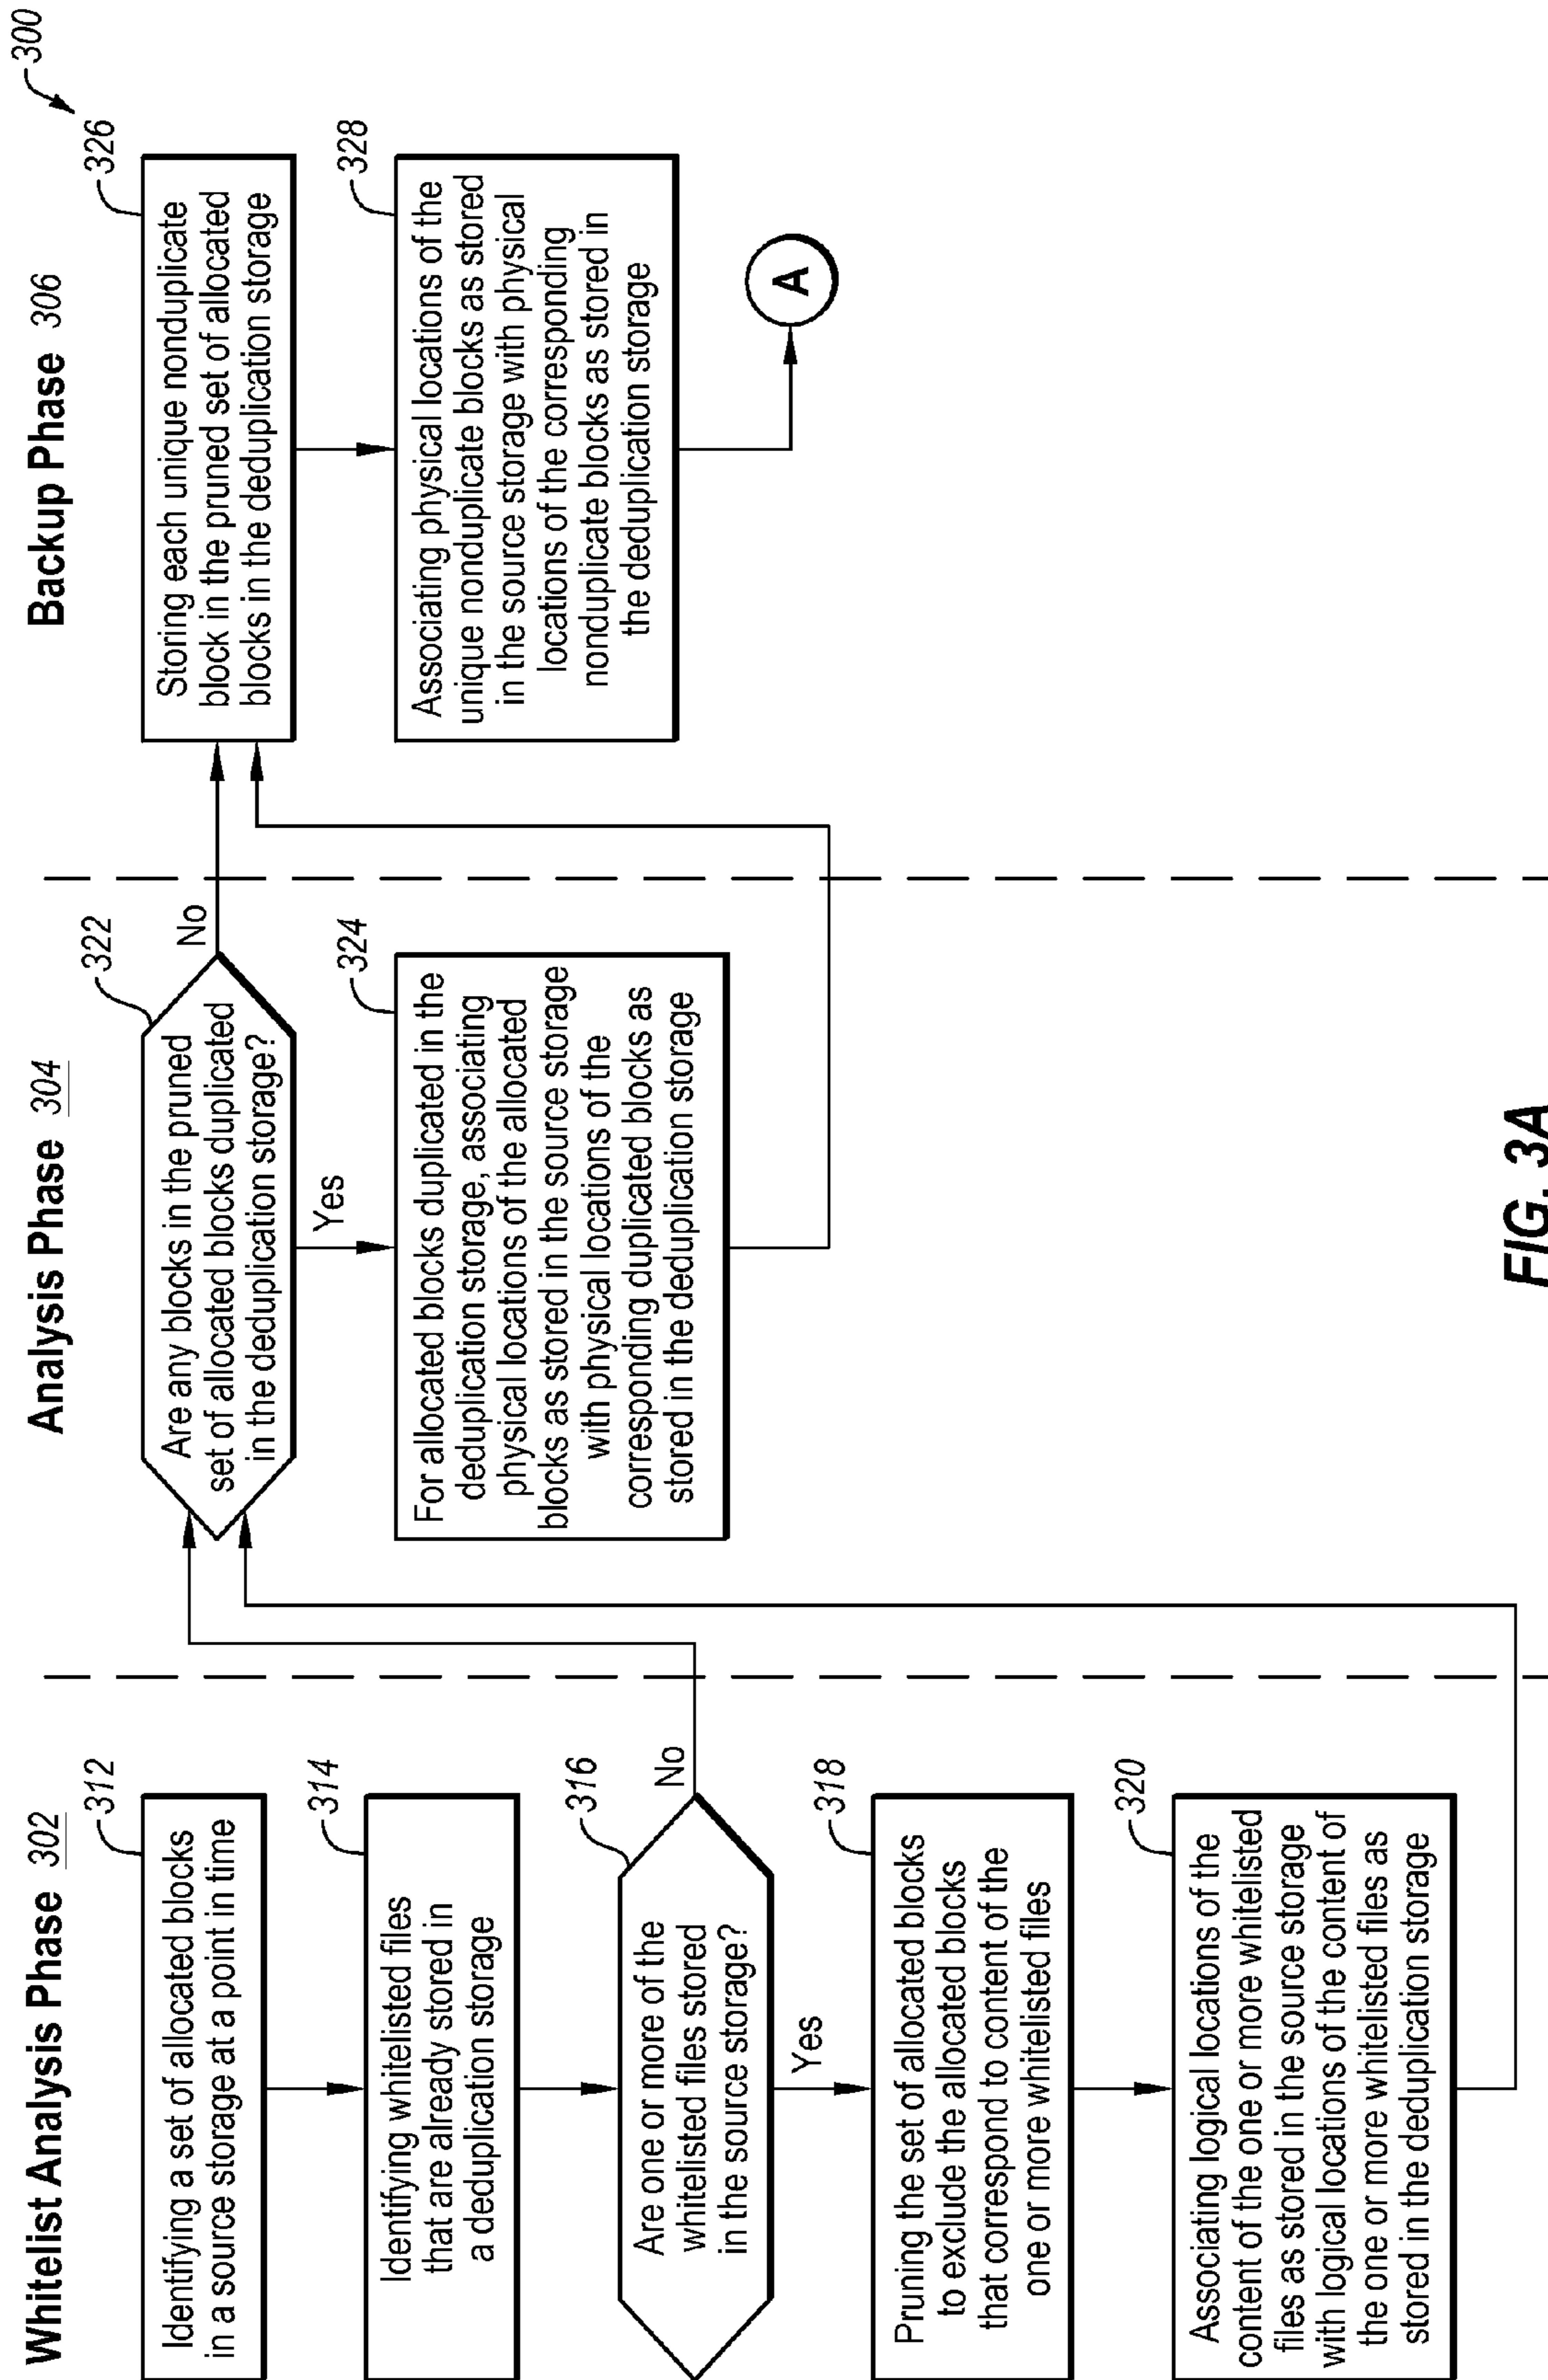 300
Whitelist Analysis Phase 302
312
Identifying a set of allocated blocks
in a source storage at a point in time
314
Identifying whitelisted files
that are already stored in
a deduplication storage
316
Are one or more of the
whitelisted files stored
in the source storage?
No
Yes
318
Pruning the set of allocated blocks
to exclude the allocated blocks
that correspond to content of the
one or more whitelisted files
320
Associating logical locations of the
content of the one or more whitelisted
files as stored in the source storage
with logical locations of the content of
the one or more whitelisted files as
stored in the deduplication storage
Analysis Phase 304
322
Are any blocks in the pruned
set of allocated blocks duplicated
in the deduplication storage?
No
Yes
324
For allocated blocks duplicated in the
deduplication storage, associating
physical locations of the allocated
blocks as stored in the source storage
with physical locations of the
corresponding duplicated blocks as
stored in the deduplication storage
Backup Phase 306
326
Storing each unique nonduplicate
block in the pruned set of allocated
blocks in the deduplication storage
328
Associating physical locations of the
unique nonduplicate blocks as stored
in the source storage with physical
locations of the corresponding
nonduplicate blocks as stored in
the deduplication storage
A
FIG. 3A